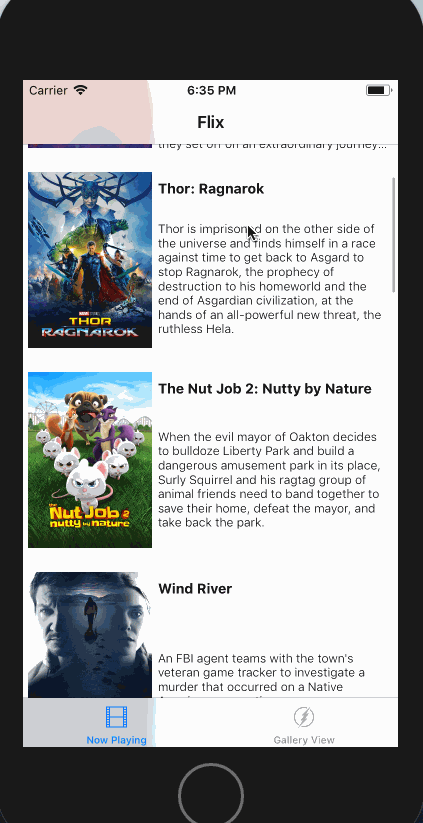 Carrier
6:35 PM
Flix
they set off on an extraordinary journey...
Thor: Ragnarok
Thor is imprisoned on the other side of
the universe and finds himself in a race
against time to get back to Asgard to
stop Ragnarok, the prophecy of
destruction to his homeworld and the
end of Asgardian civilization, at the
hands of an all-powerful new threat, the
ruthless Hela.
MARVEL STUDIOS
THOR
RAGNAROK
The Nut Job 2: Nutty by Nature
When the evil mayor of Oakton decides
to bulldoze Liberty Park and build a
dangerous amusement park in its place,
Surly Squirrel and his ragtag group of
animal friends need to band together to
save their home, defeat the mayor, and
take back the park.
the
Nut Job 2
nutty by nature
Wind River
An FBI agent teams with the town's
veteran game tracker to investigate a
murder that occurred on a Native
Now Playing
Gallery View